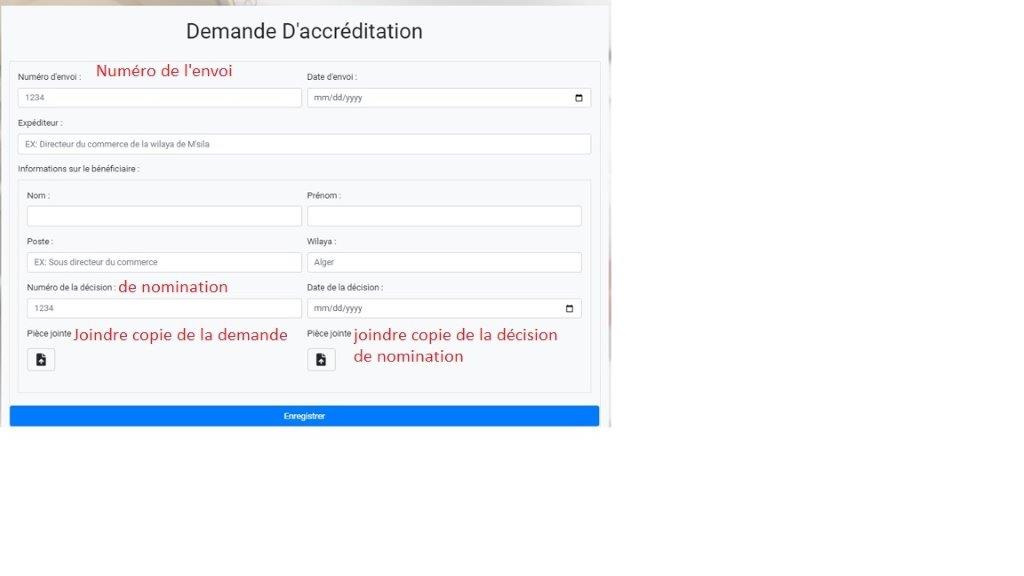 Demande D'accréditation
Numéro d'envoi : Numéro de l'envoi
Date d'envoi :
1234
mm/dd/yyyy
Expéditeur :
EX: Directeur du commerce de la wilaya de M'sila
Informations sur le bénéficiaire :
Nom :
Prénom :
Poste :
Wilaya :
EX: Sous directeur du commerce
Alger
Numéro de la décision : de nomination
Date de la décision :
1234
mm/dd/yyyy
Pièce jointe Joindre copie de la demande
Pièce jointe joindre copie de la décision
de nomination
Enregistrer